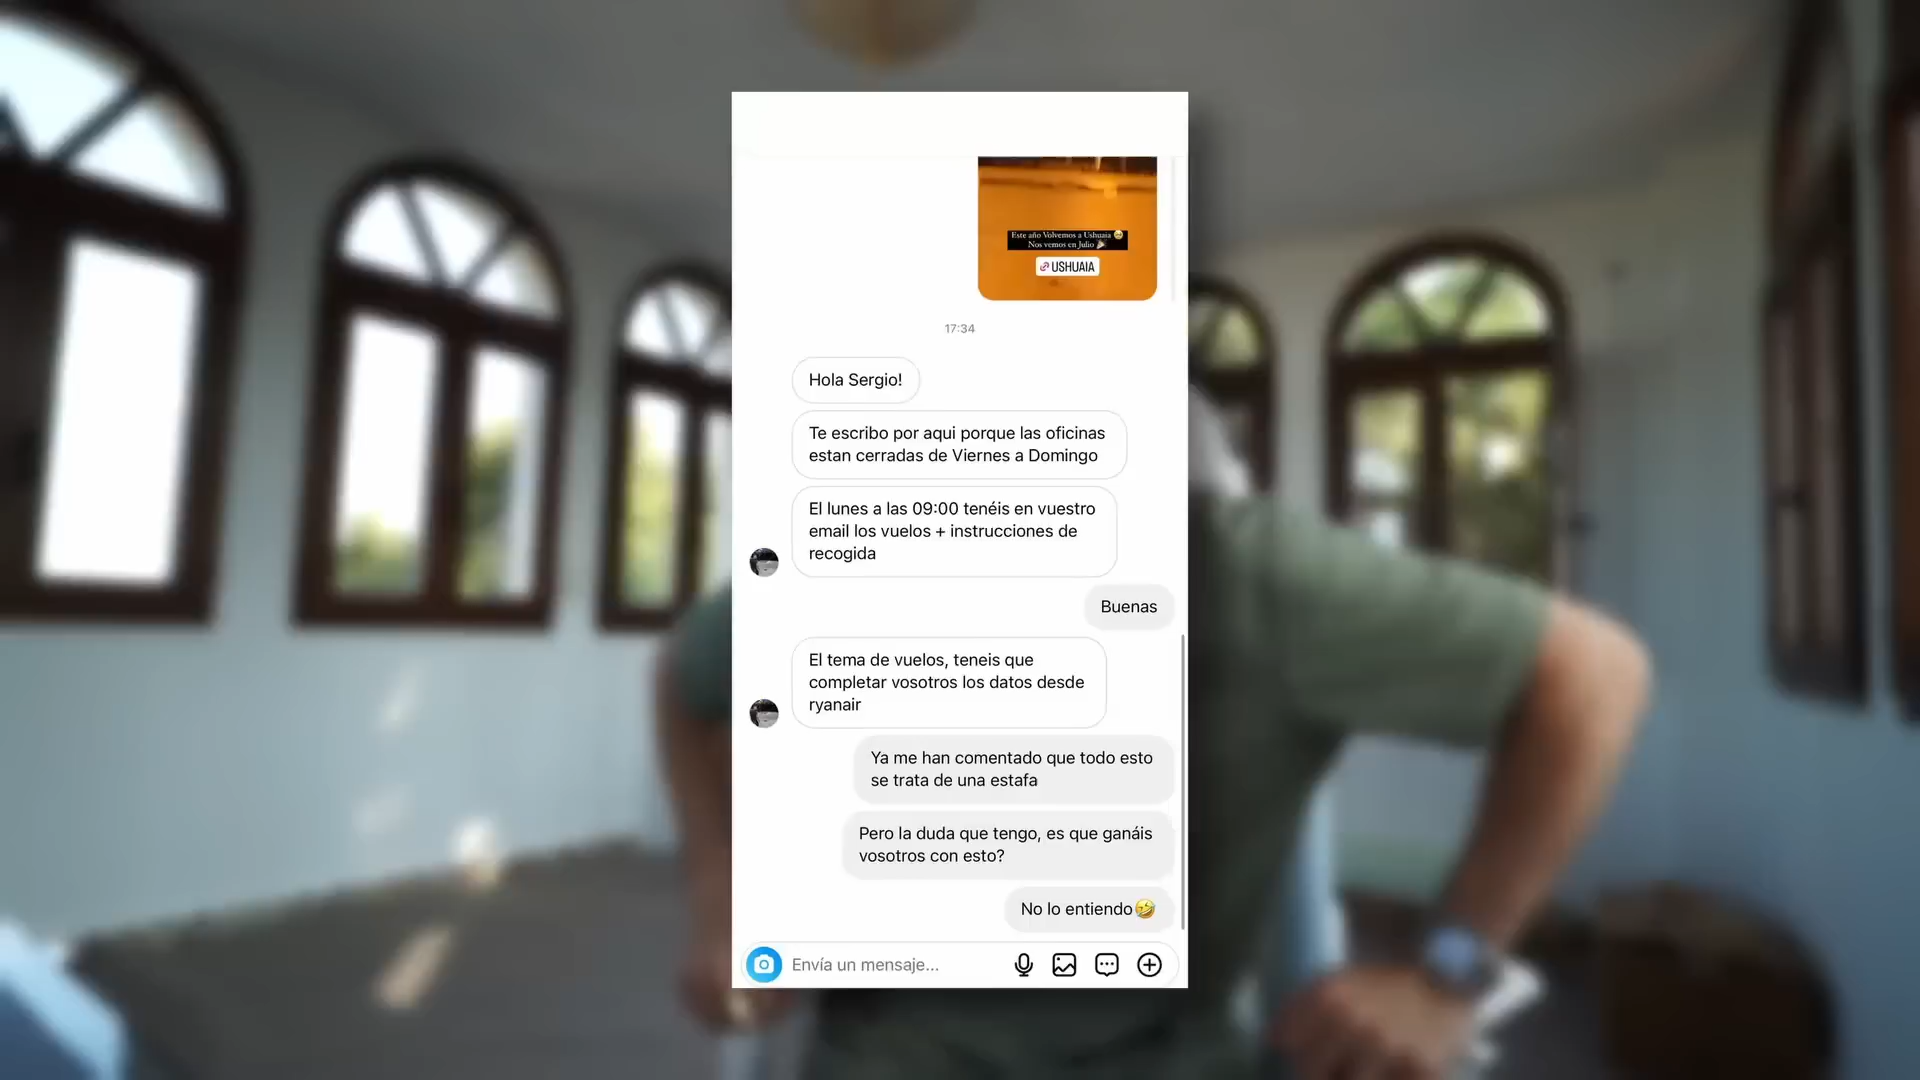 Este año Volvemos a Ushuaia 🥹
Nos vemos en Julio 🎉
USHUAIA
17:34
Hola Sergio!
Te escribo por aqui porque las oficinas
estan cerradas de Viernes a Domingo
El lunes a las 09:00 tenéis en vuestro
email los vuelos + instrucciones de
recogida
Buenas
El tema de vuelos, teneis que
completar vosotros los datos desde
ryanair
Ya me han comentado que todo esto
se trata de una estafa
Pero la duda que tengo, es que ganáis
vosotros con esto?
No lo entiendo🤣
Envía un mensaje...